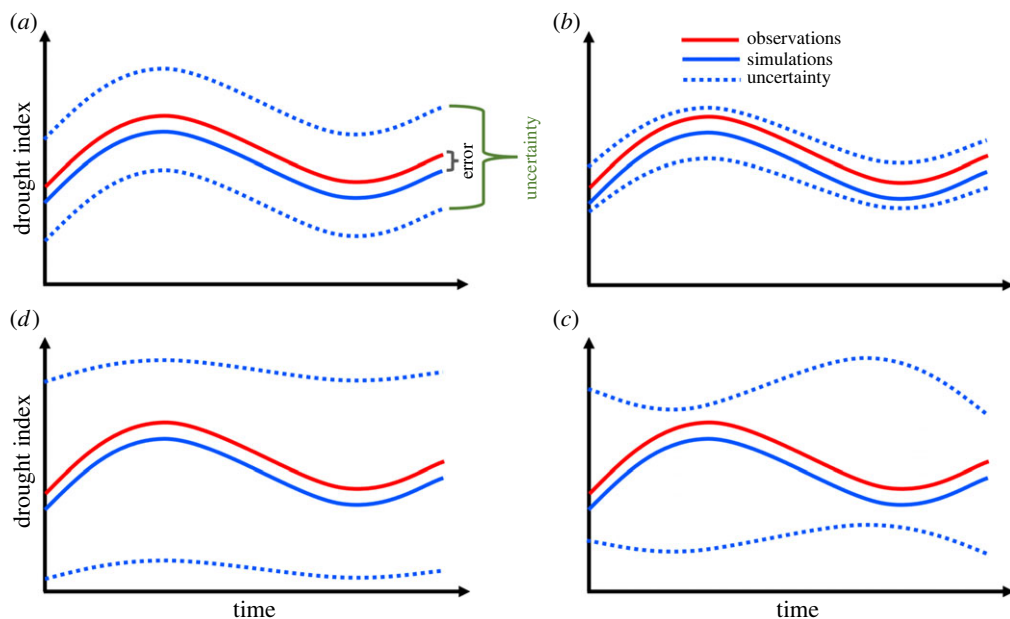 (a)
(b)
observations
simulations
uncertainty
drought index
error
uncertainty
(d)
(c)
drought index
time
time